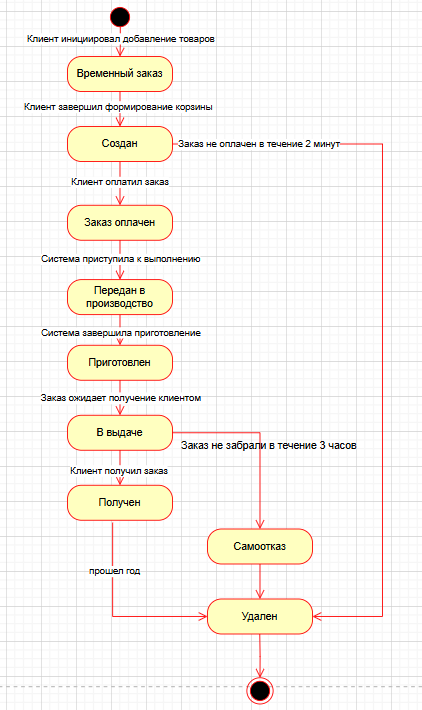 Клиент инициировал добавление товаров
Временный заказ
Клиент завершил формирование корзины
Создан
Заказ не оплачен в течение 2 минут
Клиент оплатил заказ
Заказ оплачен
Система приступила к выполнению
Передан в
производство
Система завершила приготовление
Приготовлен
Заказ ожидает получение клиентом
В выдаче
Заказ не забрали в течение 3 часов
Клиент получил заказ
Получен
Самоотказ
прошел год
Удален